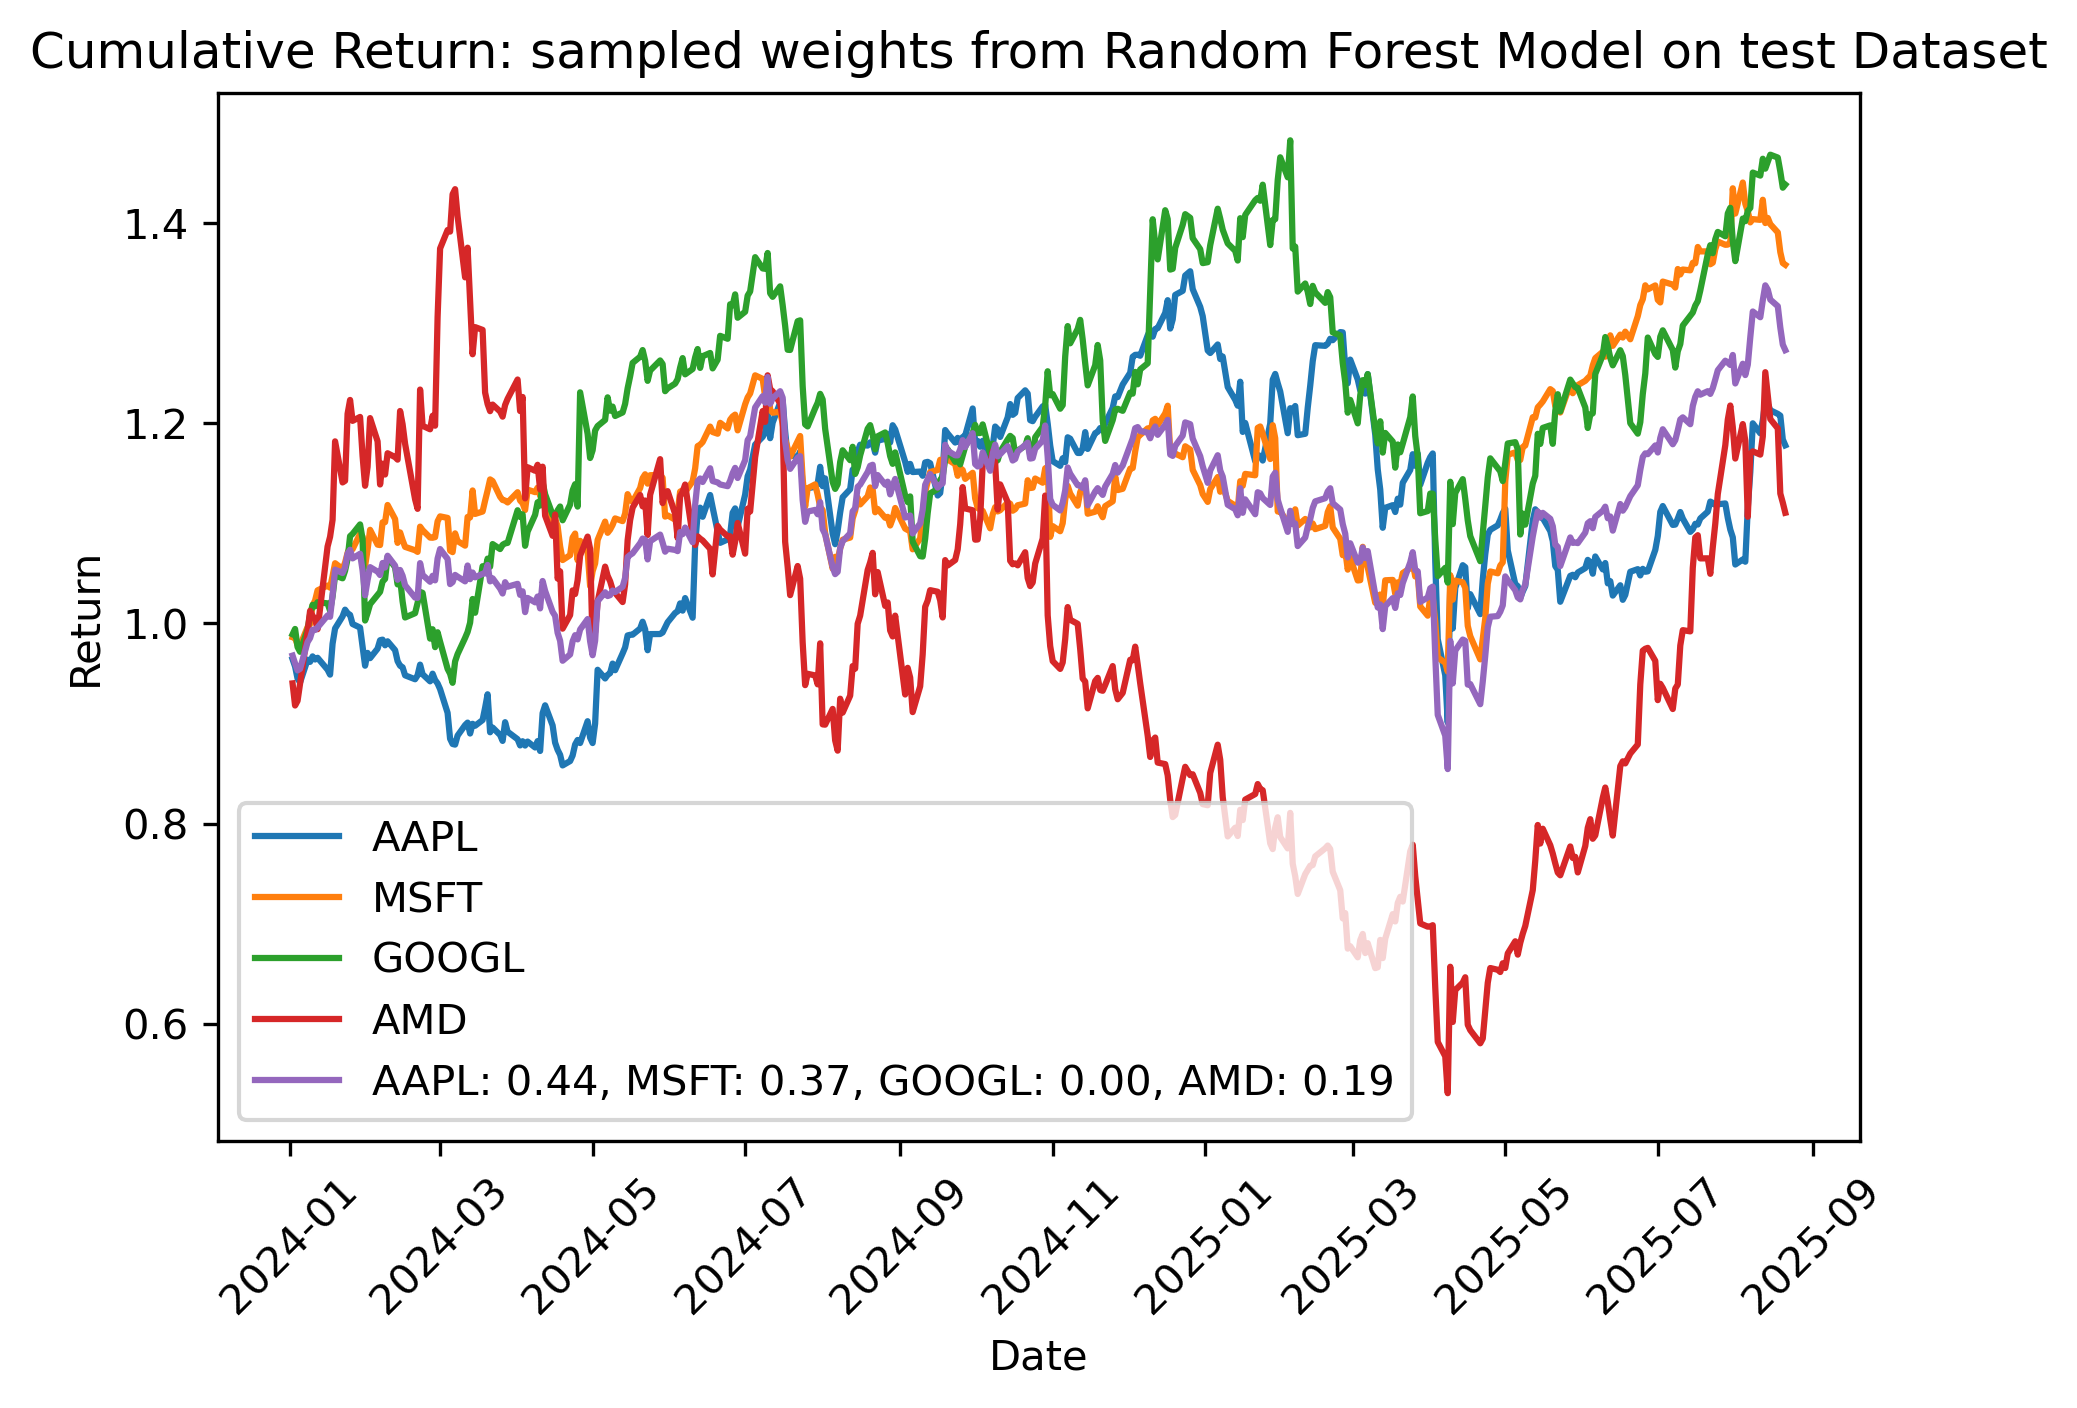 Cumulative Return: sampled weights from Random Forest Model on test Dataset
Return
1.4
1.2
1.0
0.8
0.6
AAPL
MSFT
GOOGL
AMD
AAPL: 0.44, MSFT: 0.37, GOOGL: 0.00, AMD: 0.19
2024-01
2024-03
2024-05
2024-07
2024-09
2024-11
2025-01
2025-03
2025-05
2025-07
2025-09
Date